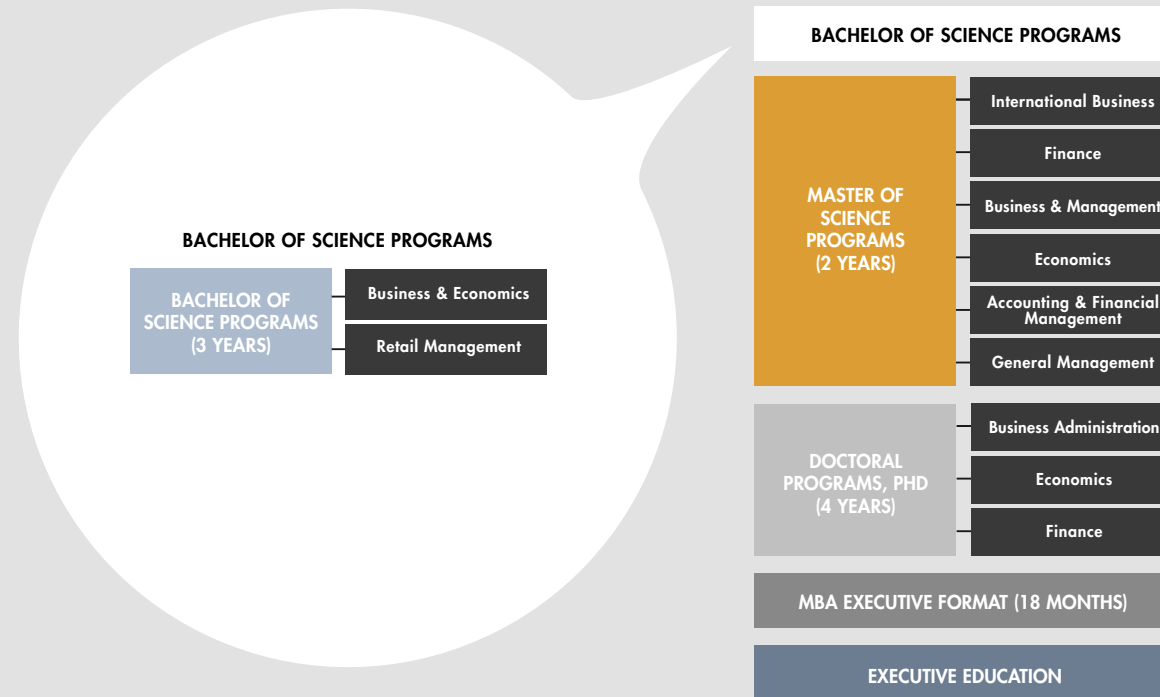 BACHELOR OF SCIENCE PROGRAMS
BACHELOR OF
SCIENCE PROGRAMS
(3 YEARS)
Business & Economics
Retail Management
BACHELOR OF SCIENCE PROGRAMS
MASTER OF
SCIENCE
PROGRAMS
(2 YEARS)
International Business
Finance
Business & Management
Economics
Accounting & Financial
Management
General Management
DOCTORAL
PROGRAMS, PHD
(4 YEARS)
Business Administration
Economics
Finance
MBA EXECUTIVE FORMAT (18 MONTHS)
EXECUTIVE EDUCATION